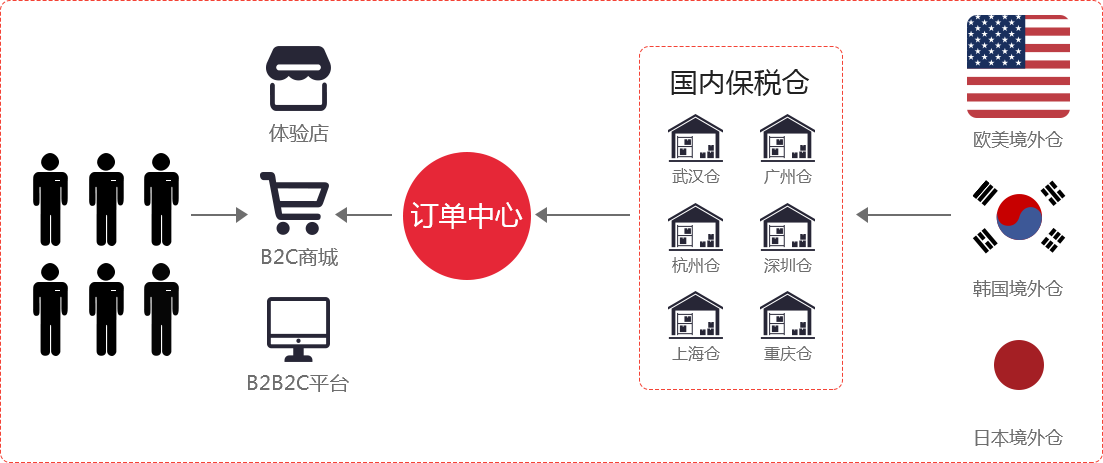 体验店
B2C商城
B2B2C平台
订单中心
国内保税仓
武汉仓
广州仓
杭州仓
深圳仓
上海仓
重庆仓
欧美境外仓
韩国境外仓
日本境外仓